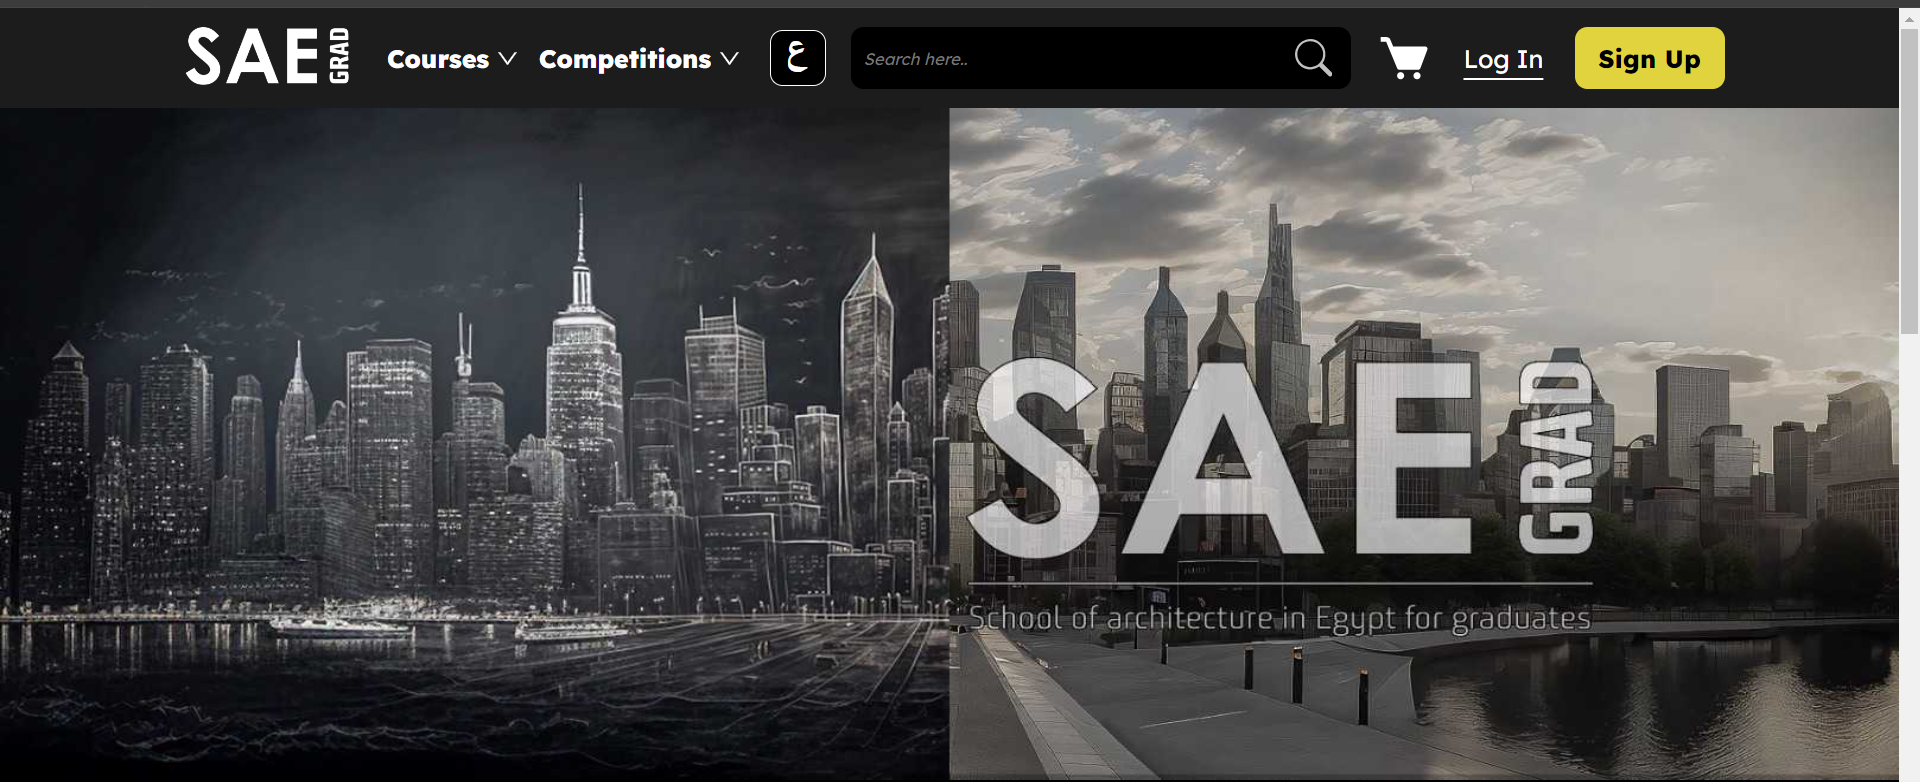 SAE GRAD
Courses
Competitions
ع
Search here..
Log In
Sign Up
SAE GRAD
School of architecture in Egypt for graduates